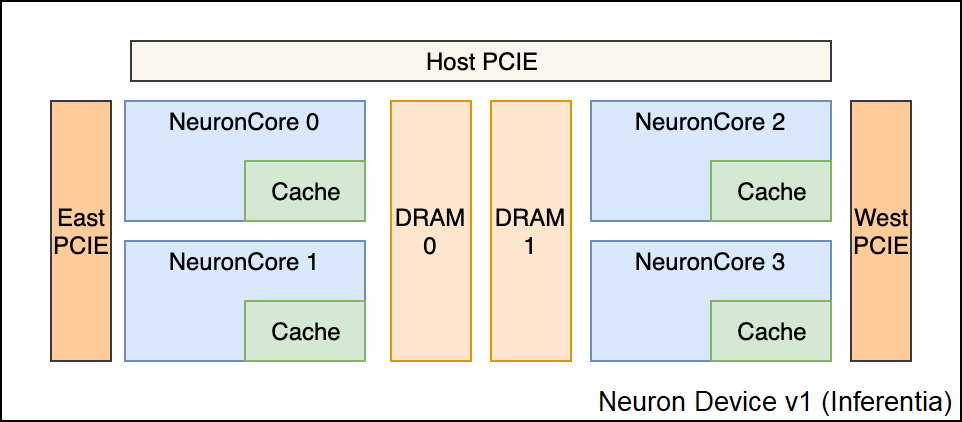 Host PCIE
East
PCIE
NeuronCore 0
Cache
NeuronCore 1
Cache
DRAM
0
DRAM
1
NeuronCore 2
Cache
NeuronCore 3
Cache
West
PCIE
Neuron Device v1 (Inferentia)